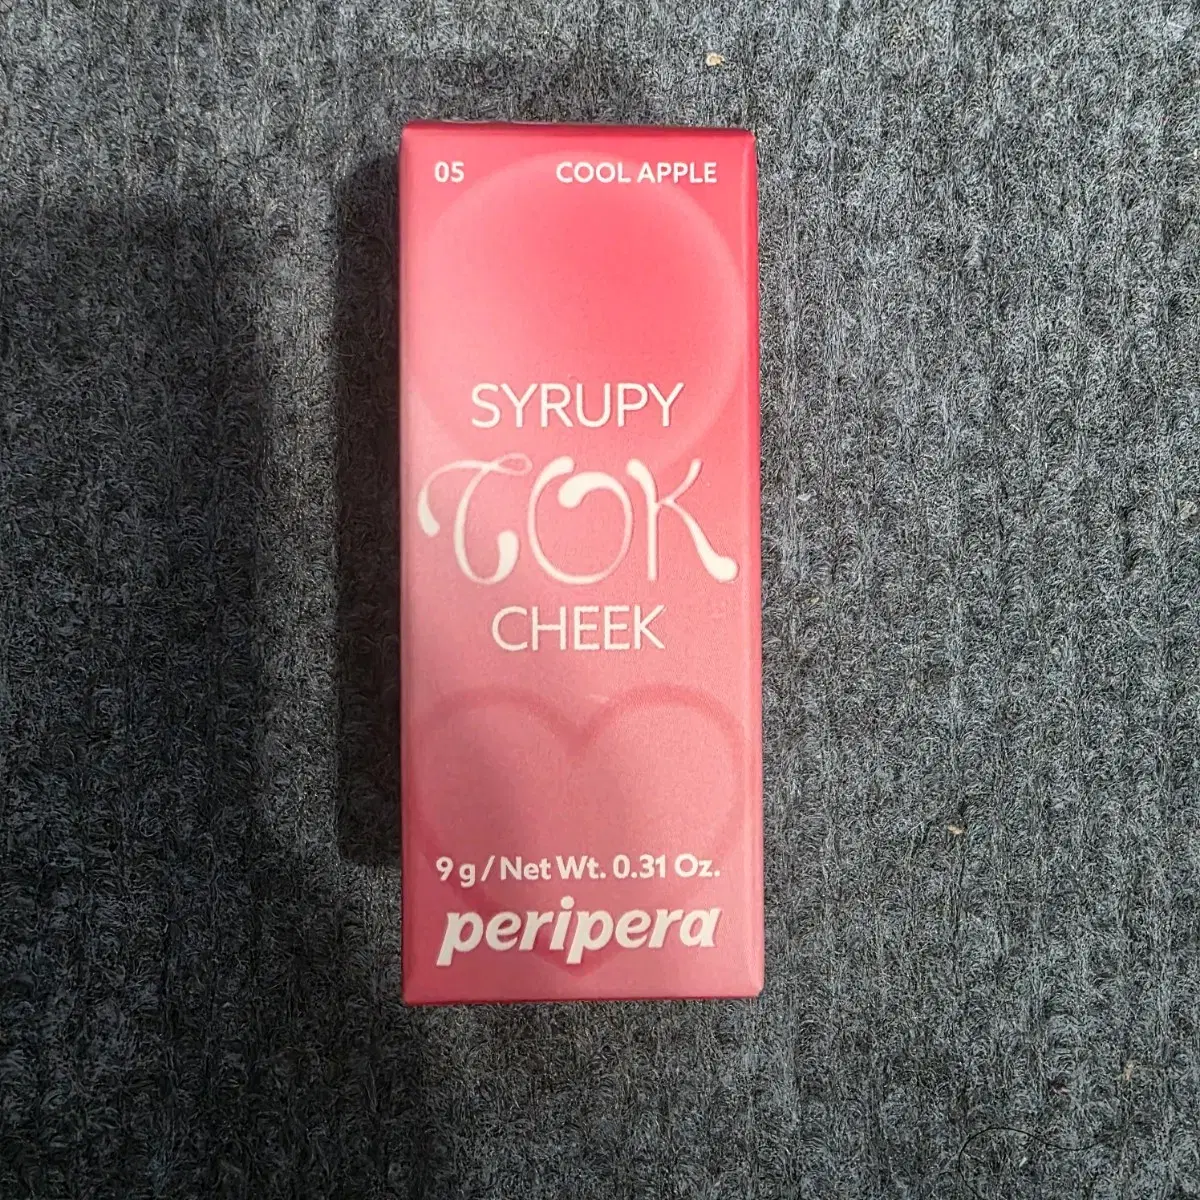 05 COOL APPLE
SYRUPY
TOK
CHEEK
9 g / Net Wt. 0.31 Oz.
peripera